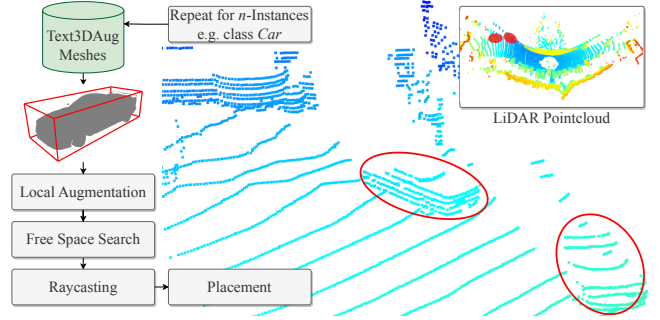 Text3DAug
Meshes
Repeat for n-Instances
e.g. class Car
LiDAR Pointcloud
Local Augmentation
Free Space Search
Raycasting
Placement